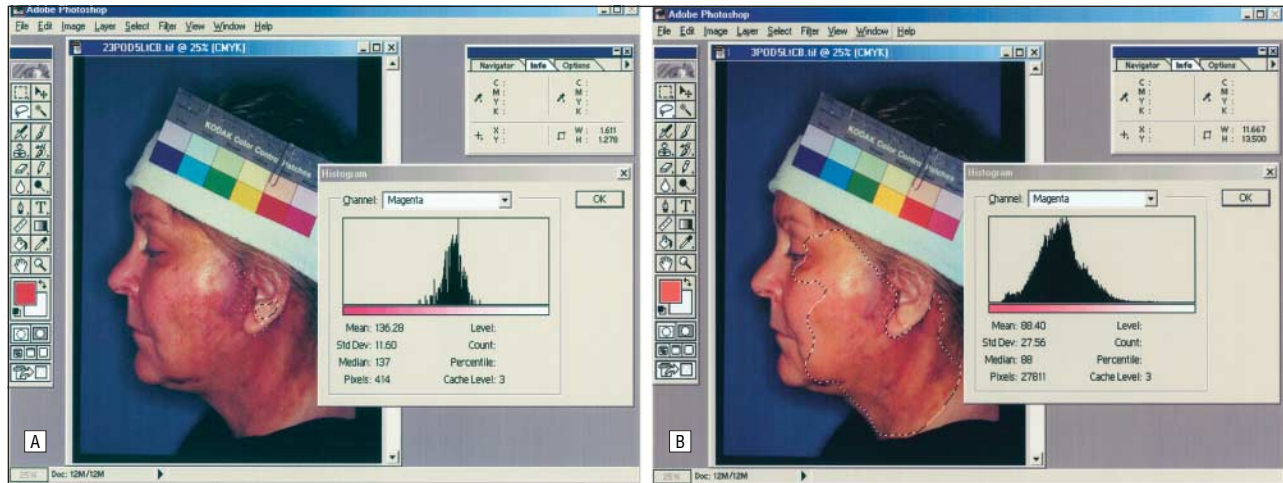 Adobe Photoshop
File Edit Image Layer Select Filter View Window Help
23POD5LtCB.tif @ 25% (CMYK)
Navigator Info Options
C :
M :
Y :
K :
C :
M :
Y :
K :
X :
Y :
W : 1.611
H : 1.278
KODAK Color Control Patches
Histogram
Channel: Magenta
OK
Mean: 136.28
Level:
Std Dev: 11.60
Count:
Median: 137
Percentile:
Pixels: 414
Cache Level: 3
A
25%
Doc: 12M/12M
Adobe Photoshop
File Edit Image Layer Select Filter View Window Help
3POD5LtCB.tif @ 25% (CMYK)
Navigator Info Options
C :
M :
Y :
K :
C :
M :
Y :
K :
X :
Y :
W : 11.667
H : 13.500
KODAK Color Control Patches
Histogram
Channel: Magenta
OK
Mean: 88.40
Level:
Std Dev: 27.56
Count:
Median: 88
Percentile:
Pixels: 27811
Cache Level: 3
B
25%
Doc: 12M/12M